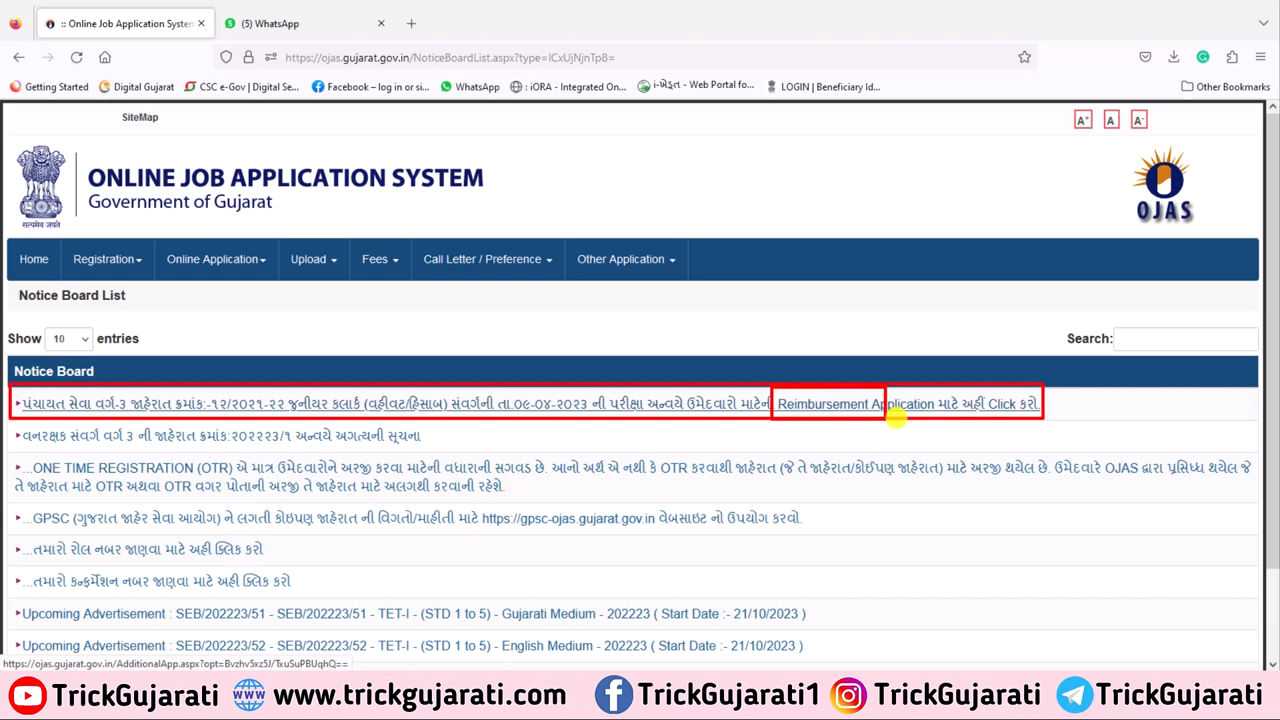 :: Online Job Application System
(5) WhatsApp
https://ojas.gujarat.gov.in/NoticeBoardList.aspx?type=
Getting Started
Digital Gujarat
CSC e-Gov | Digital Se...
Facebook – log in or si...
WhatsApp
: iORA - Integrated On...
i-ખેડૂત - Web Portal fo...
LOGIN | Beneficiary Id...
Other Bookmarks
SiteMap
A+ A A-
सत्यमेव जयते
ONLINE JOB APPLICATION SYSTEM
Government of Gujarat
OJAS
Home Registration Online Application Upload Fees Call Letter / Preference Other Application
Notice Board List
Show 10 entries
Search:
Notice Board
પંચાયત સેવા વર્ગ-3 જાહેરાત ક્રમાંક:-૧૨/૨૦૨૧-૨૨ જુનીયર ક્લાર્ક (વહીવટ/હિસાબ) સંવર્ગની તા.૦૯-૦૪-૨૦૨૩ ની પરીક્ષા અન્વયે ઉમેદવારો માટેની Reimbursement Application માટે અહીં Click કરો.
વનરક્ષક સંવર્ગ વર્ગ 3 ની જાહેરાત ક્રમાંક:૨૦૨૨૨૩/૧ અન્વયે અગત્યની સૂચના
...ONE TIME REGISTRATION (OTR) એ માત્ર ઉમેદવારોને અરજી કરવા માટેની વધારાની સગવડ છે. આનો અર્થ એ નથી કે OTR કરવાથી જાહેરાત (જે તે જાહેરાત/કોઈપણ જાહેરાત) માટે અરજી થયેલ છે. ઉમેદવારે OJAS દ્વારા પ્રસિધ્ધ થયેલ જે
તે જાહેરાત માટે OTR અથવા OTR વગર પોતાની અરજી તે જાહેરાત માટે અલગથી કરવાની રહેશે.
...GPSC (ગુજરાત જાહેર સેવા આયોગ) ને લગતી કોઇપણ જાહેરાત ની વિગતો/માહીતી માટે https://gpsc-ojas.gujarat.gov.in વેબસાઇટ નો ઉપયોગ કરવો.
...તમારો રોલ નબર જાણવા માટે અહી ક્લિક કરો
...તમારો કન્ફર્મેશન નબર જાણવા માટે અહી ક્લિક કરો
Upcoming Advertisement : SEB/202223/51 - SEB/202223/51 - TET-I - (STD 1 to 5) - Gujarati Medium - 202223 ( Start Date :- 21/10/2023 )
Upcoming Advertisement : SEB/202223/52 - SEB/202223/52 - TET-I - (STD 1 to 5) - English Medium - 202223 ( Start Date :- 21/10/2023 )
https://ojas.gujarat.gov.in/AdditionalApp.aspx?opt=
TrickGujarati www.trickgujarati.com TrickGujarati1 TrickGujarati TrickGujarati